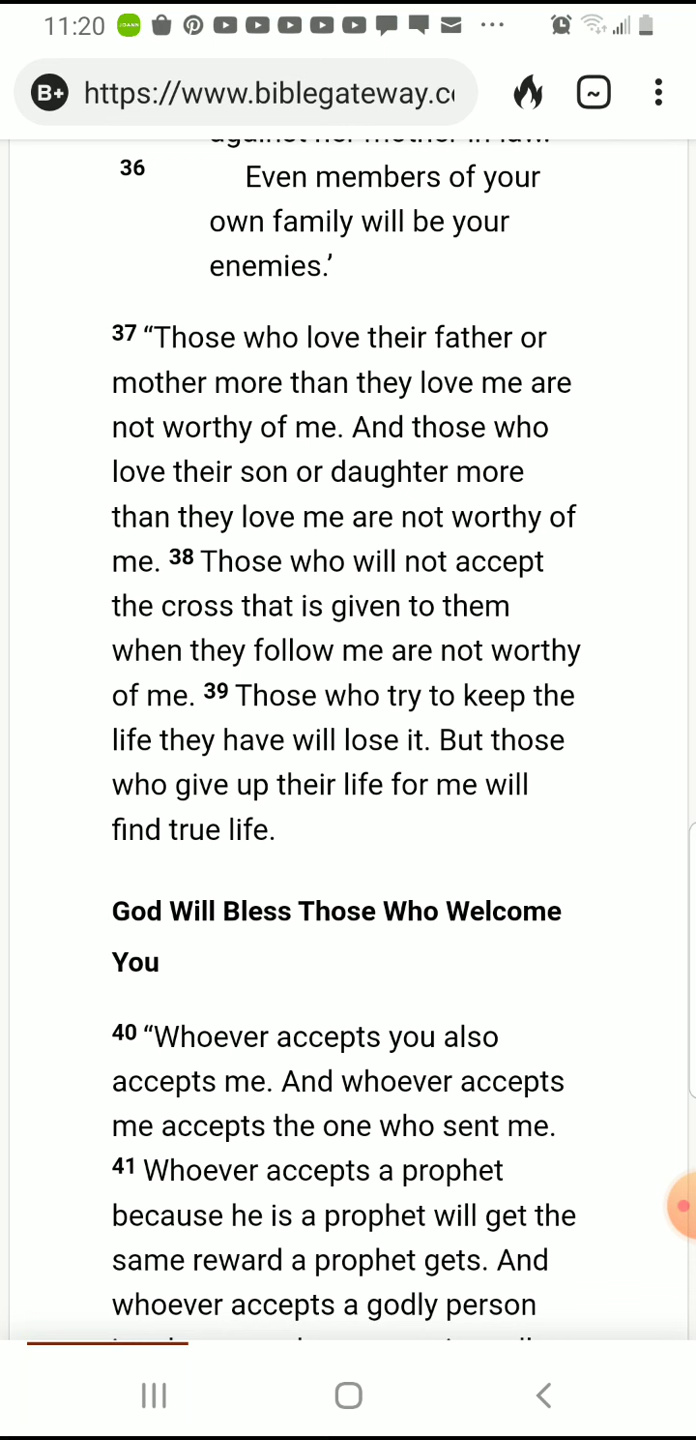 11:20
JOANN
B+ https://www.biblegateway.c
36 Even members of your
own family will be your
enemies.’
37 “Those who love their father or
mother more than they love me are
not worthy of me. And those who
love their son or daughter more
than they love me are not worthy of
me. 38 Those who will not accept
the cross that is given to them
when they follow me are not worthy
of me. 39 Those who try to keep the
life they have will lose it. But those
who give up their life for me will
find true life.
God Will Bless Those Who Welcome
You
40 “Whoever accepts you also
accepts me. And whoever accepts
me accepts the one who sent me.
41 Whoever accepts a prophet
because he is a prophet will get the
same reward a prophet gets. And
whoever accepts a godly person